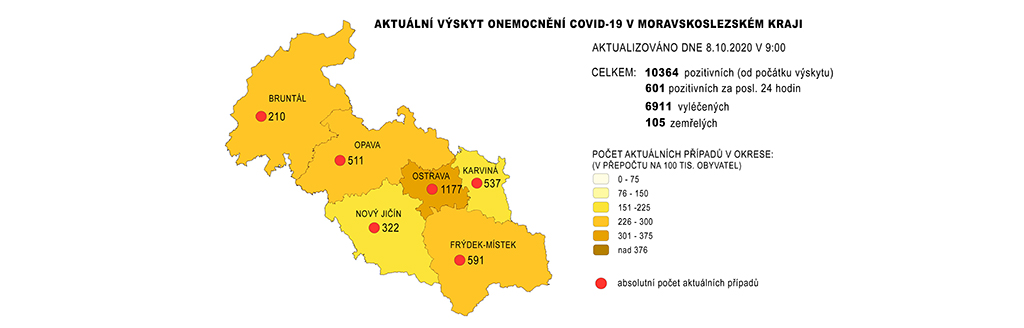 AKTUÁLNÍ VÝSKYT ONEMOCNĚNÍ COVID-19 V MORAVSKOSLEZSKÉM KRAJI
AKTUALIZOVÁNO DNE 8.10.2020 V 9:00
CELKEM: 10364 pozitivních (od počátku výskytu)
601 pozitivních za posl. 24 hodin
6911 vyléčených
105 zemřelých
BRUNTÁL
210
OPAVA
511
OSTRAVA
1177
KARVINÁ
537
NOVÝ JIČÍN
322
FRÝDEK-MÍSTEK
591
POČET AKTUÁLNÍCH PŘÍPADŮ V OKRESE:
(V PŘEPOČTU NA 100 TIS. OBYVATEL)
0 - 75
76 - 150
151 -225
226 - 300
301 - 375
nad 376
absolutní počet aktuálních případů